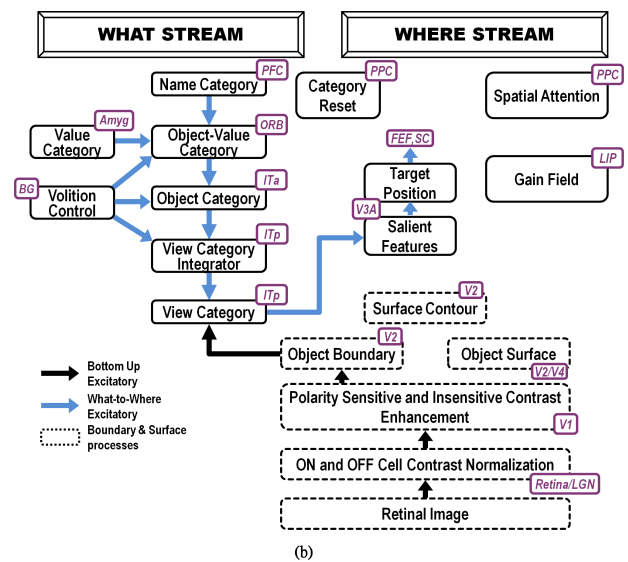 WHAT STREAM
WHERE STREAM
PFC
Name Category
PPC
Category
Reset
PPC
Spatial Attention
Amyg
Value
Category
ORB
Object-Value
Category
FEF,SC
Target
Position
LIP
Gain Field
BG
Volition
Control
ITa
Object Category
V3A
Salient
Features
ITp
View Category
Integrator
ITp
View Category
V2
Surface Contour
V2
Object Boundary
Object Surface
V2/V4
Bottom Up
Excitatory
What-to-Where
Excitatory
Boundary & Surface
processes
Polarity Sensitive and Insensitive Contrast
Enhancement
V1
ON and OFF Cell Contrast Normalization
Retina/LGN
Retinal Image
(b)